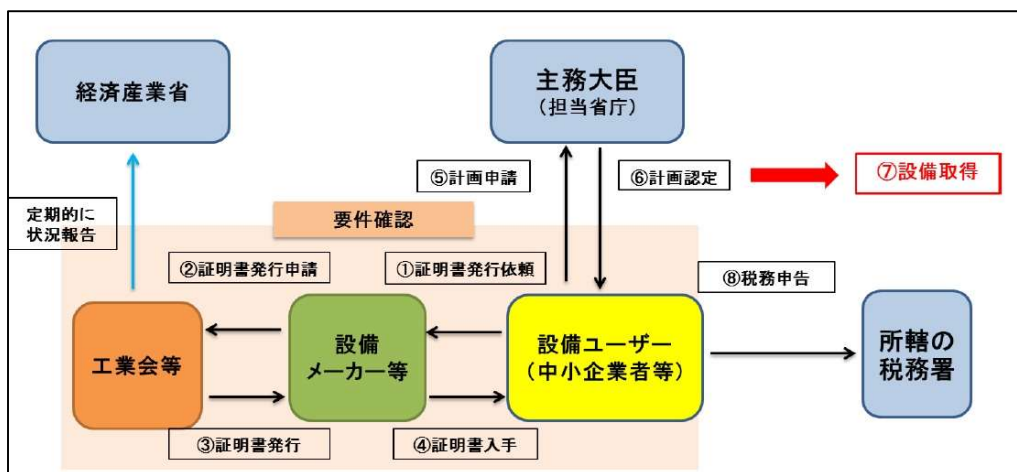 経済産業省
主務大臣
（担当省庁）
⑤計画申請
⑥計画認定
⑦設備取得
定期的に
状況報告
要件確認
②証明書発行申請
①証明書発行依頼
⑧税務申告
工業会等
設備
メーカー等
設備ユーザー
（中小企業者等）
所轄の
税務署
③証明書発行
④証明書入手